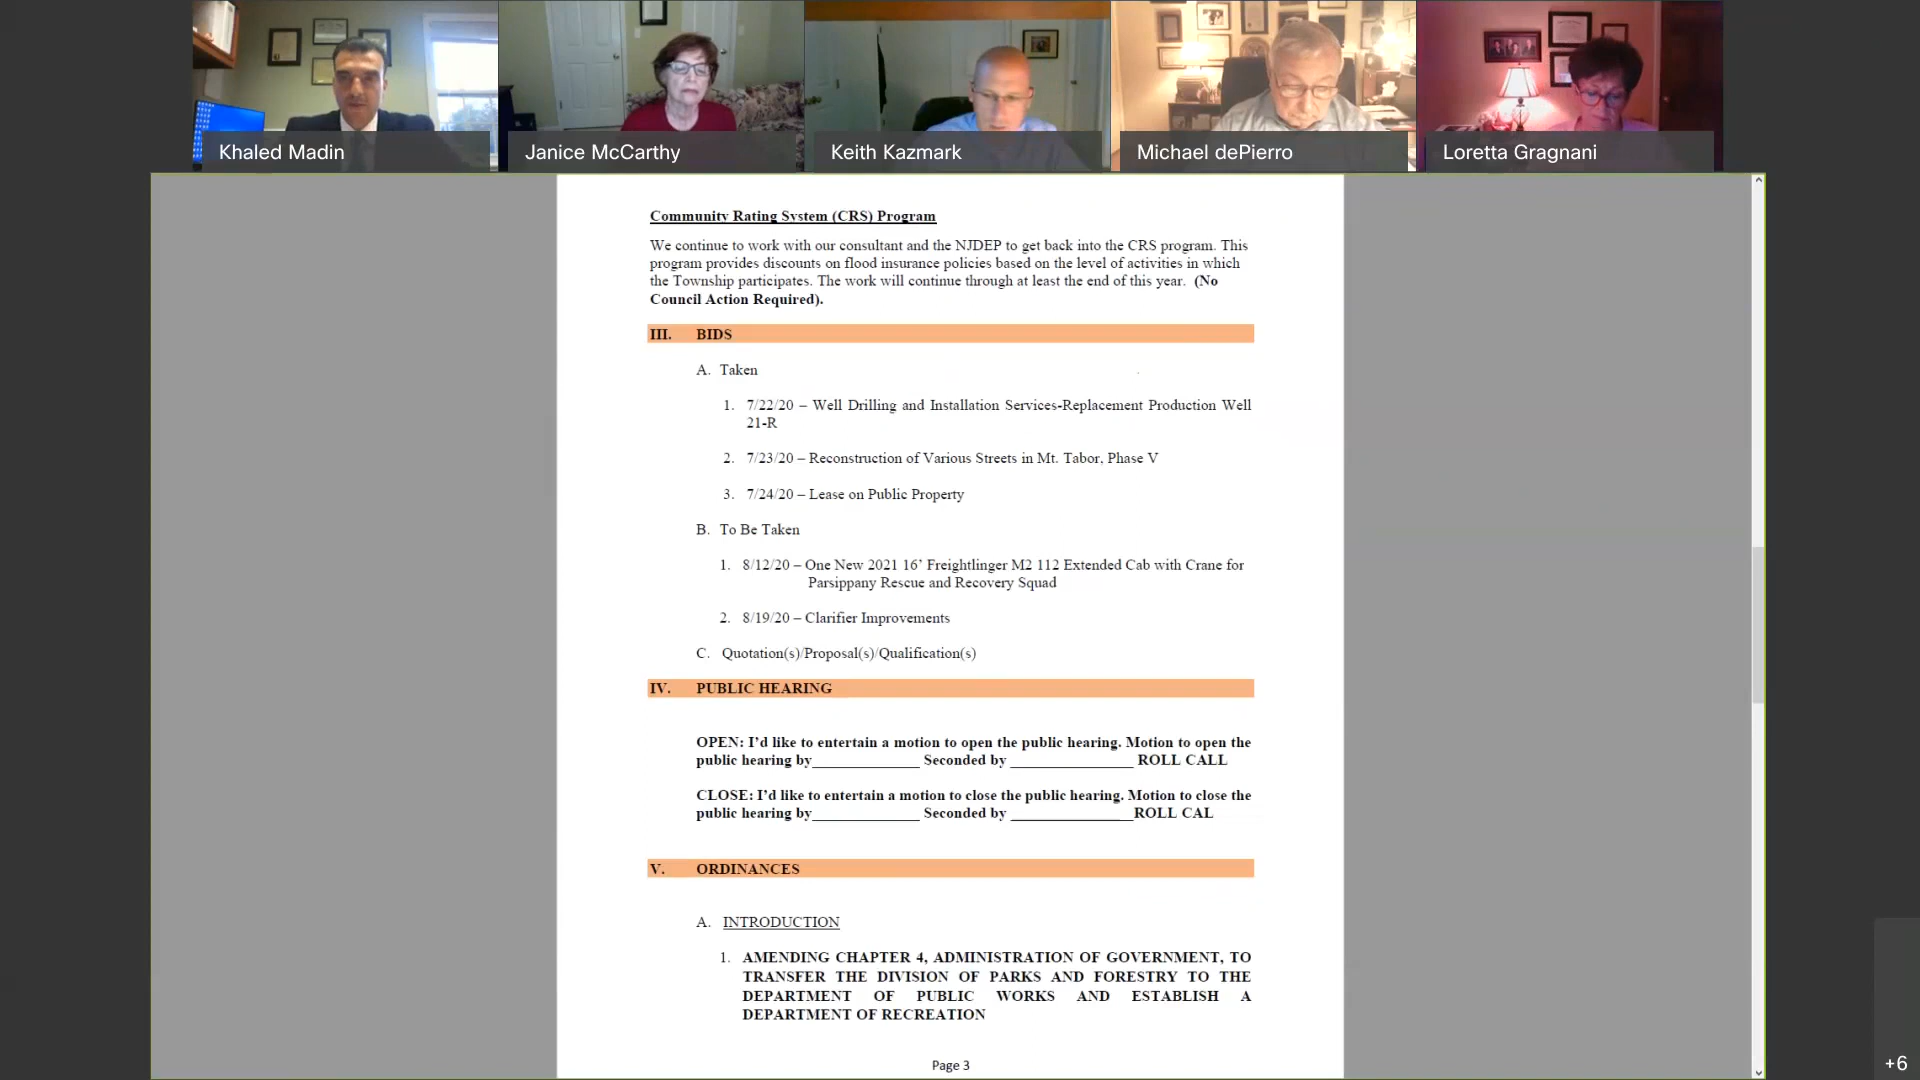 Khaled Madin
Janice McCarthy
Keith Kazmark
Michael dePierro
Loretta Gragnani
Community Rating System (CRS) Program
We continue to work with our consultant and the NJDEP to get back into the CRS program. This
program provides discounts on flood insurance policies based on the level of activities in which
the Township participates. The work will continue through at least the end of this year. (No
Council Action Required).
III. BIDS
A. Taken
1. 7/22/20 – Well Drilling and Installation Services-Replacement Production Well
21-R
2. 7/23/20 – Reconstruction of Various Streets in Mt. Tabor, Phase V
3. 7/24/20 – Lease on Public Property
B. To Be Taken
1. 8/12/20 – One New 2021 16’ Freightlinger M2 112 Extended Cab with Crane for
Parsippany Rescue and Recovery Squad
2. 8/19/20 – Clarifier Improvements
C. Quotation(s)/Proposal(s)/Qualification(s)
IV. PUBLIC HEARING
OPEN: I’d like to entertain a motion to open the public hearing. Motion to open the
public hearing by______________ Seconded by ________________ ROLL CALL
CLOSE: I’d like to entertain a motion to close the public hearing. Motion to close the
public hearing by______________ Seconded by ________________ROLL CAL
V. ORDINANCES
A. INTRODUCTION
1. AMENDING CHAPTER 4, ADMINISTRATION OF GOVERNMENT, TO
TRANSFER THE DIVISION OF PARKS AND FORESTRY TO THE
DEPARTMENT OF PUBLIC WORKS AND ESTABLISH A
DEPARTMENT OF RECREATION
Page 3
+6